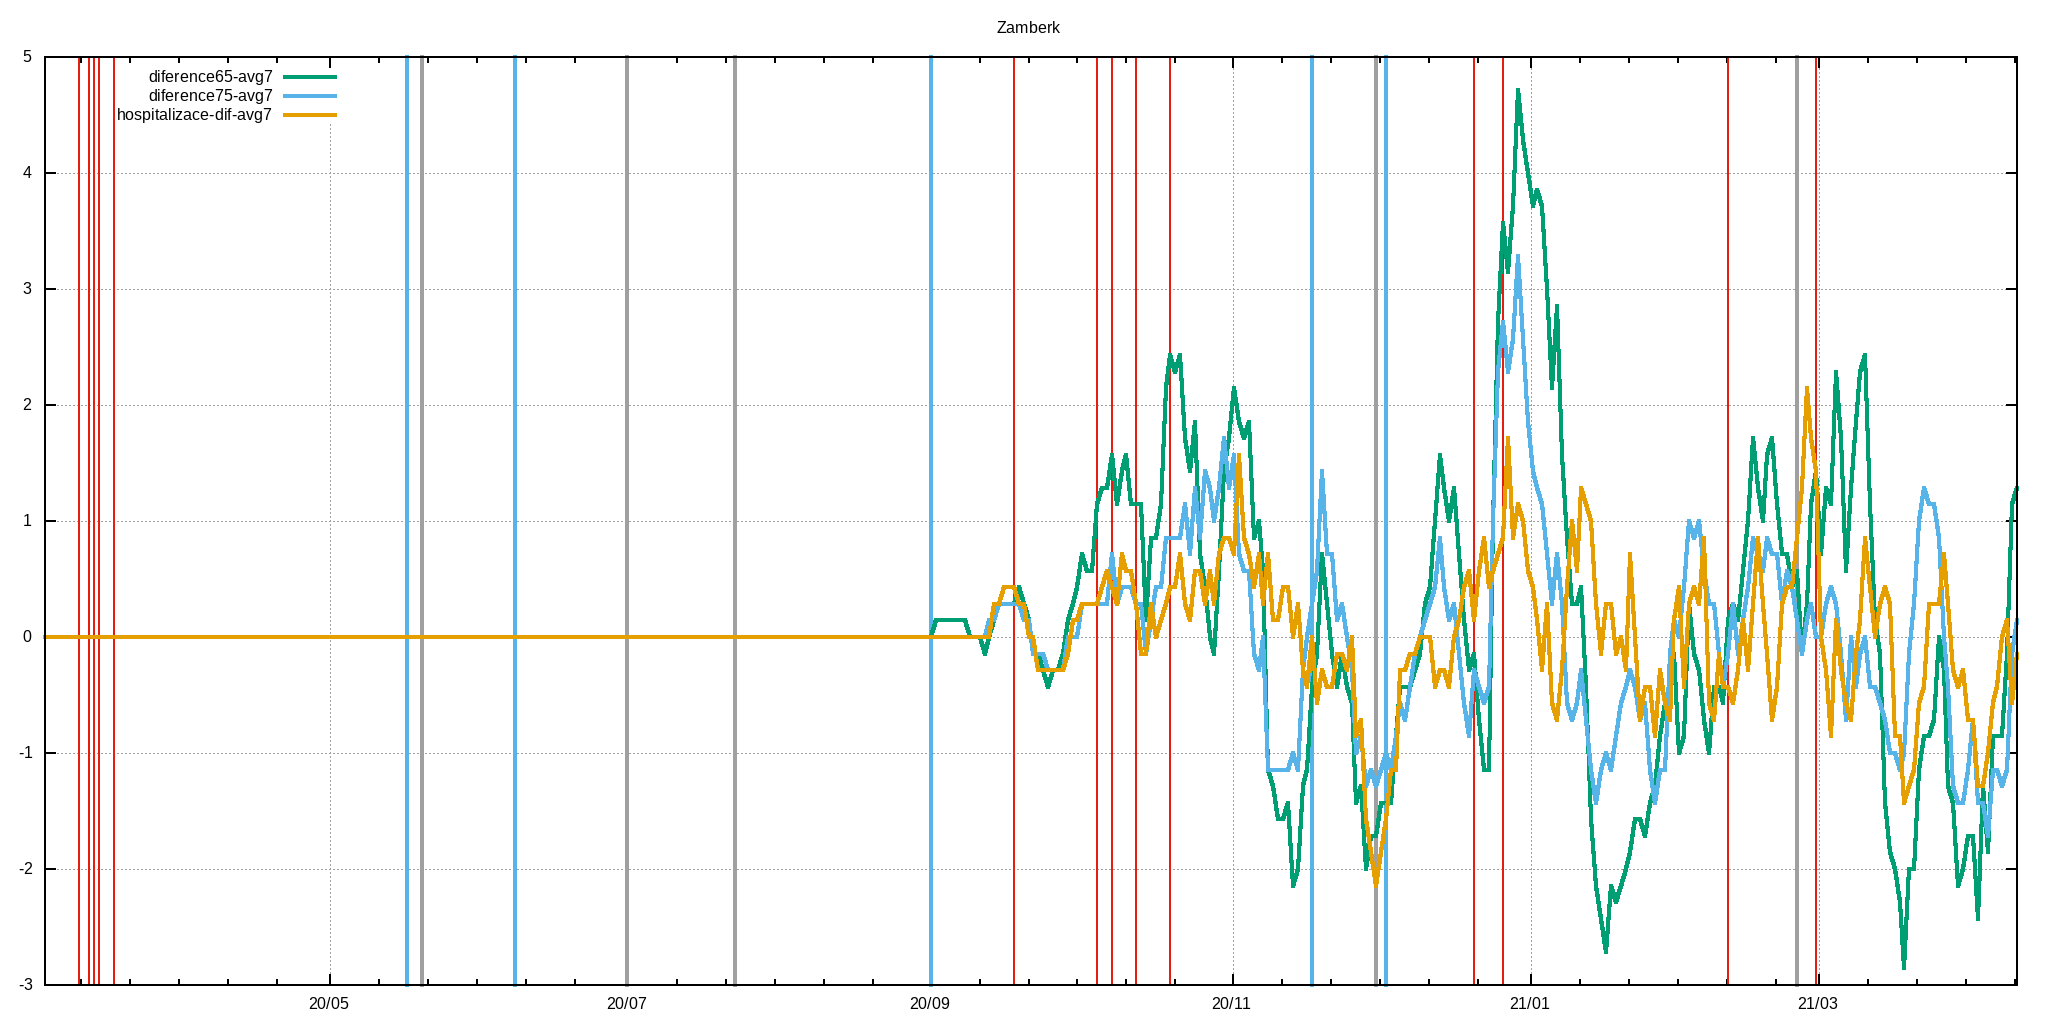 Zamberk
5
diference65-avg7
diference75-avg7
hospitalizace-dif-avg7
4
3
2
1
0
-1
-2
-3
20/05 20/07 20/09 20/11 21/01 21/03